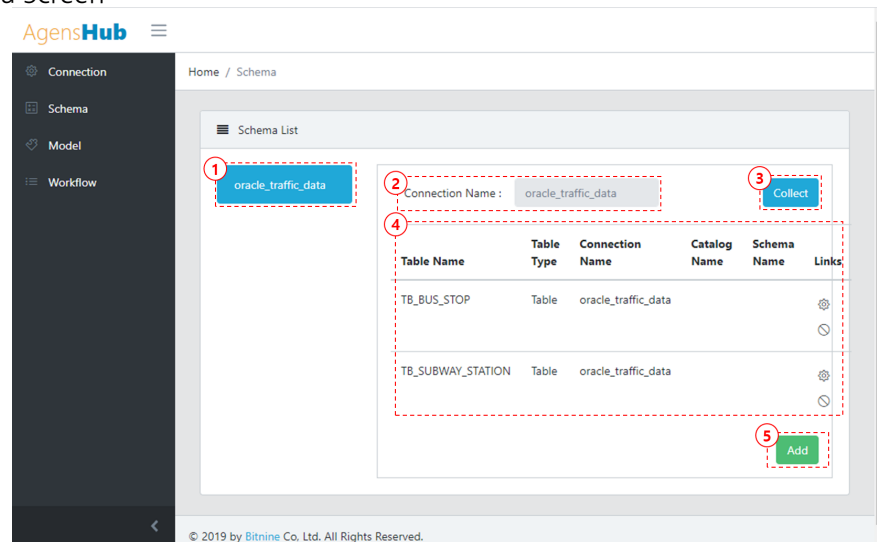 a Screen
AgensHub
Connection
Home / Schema
Schema
Schema List
Model
1
oracle_traffic_data
2
Connection Name :
oracle_traffic_data
3
Collect
Workflow
4
Table Name Table Type Connection Name Catalog Name Schema Name Links
TB_BUS_STOP Table oracle_traffic_data
TB_SUBWAY_STATION Table oracle_traffic_data
5
Add
© 2019 by Bitnine Co, Ltd. All Rights Reserved.